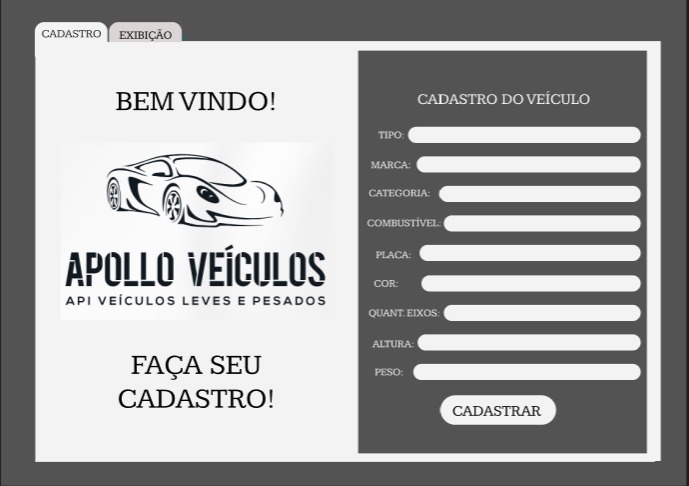 CADASTRO
EXIBIÇÃO
BEM VINDO!
APOLLO VEÍCULOS
API VEÍCULOS LEVES E PESADOS
FAÇA SEU
CADASTRO!
CADASTRO DO VEÍCULO
TIPO:
MARCA:
CATEGORIA:
COMBUSTÍVEL:
PLACA:
COR:
QUANT. EIXOS:
ALTURA:
PESO:
CADASTRAR